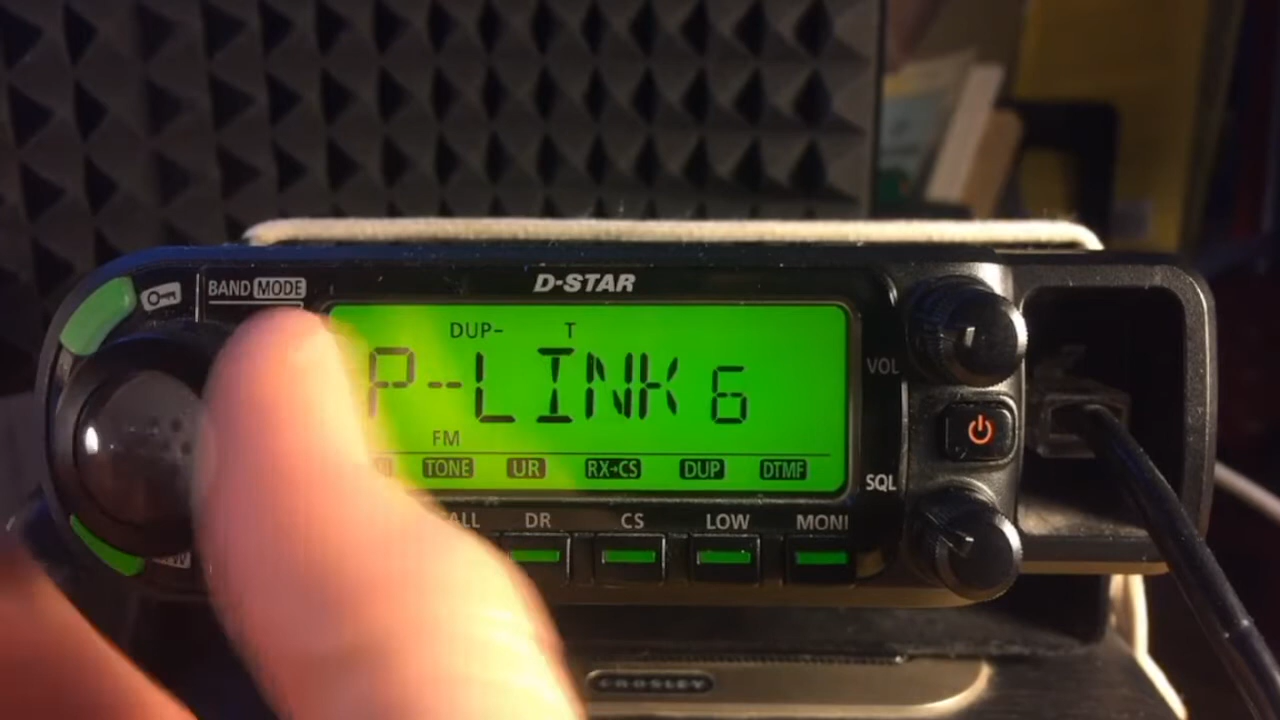 D-STAR
BAND MODE
DUP- T
P-LINK 6
VOL
FM
TONE UR RX→CS DUP DTMF
SQL
DR CS LOW MONI
CROSLEY